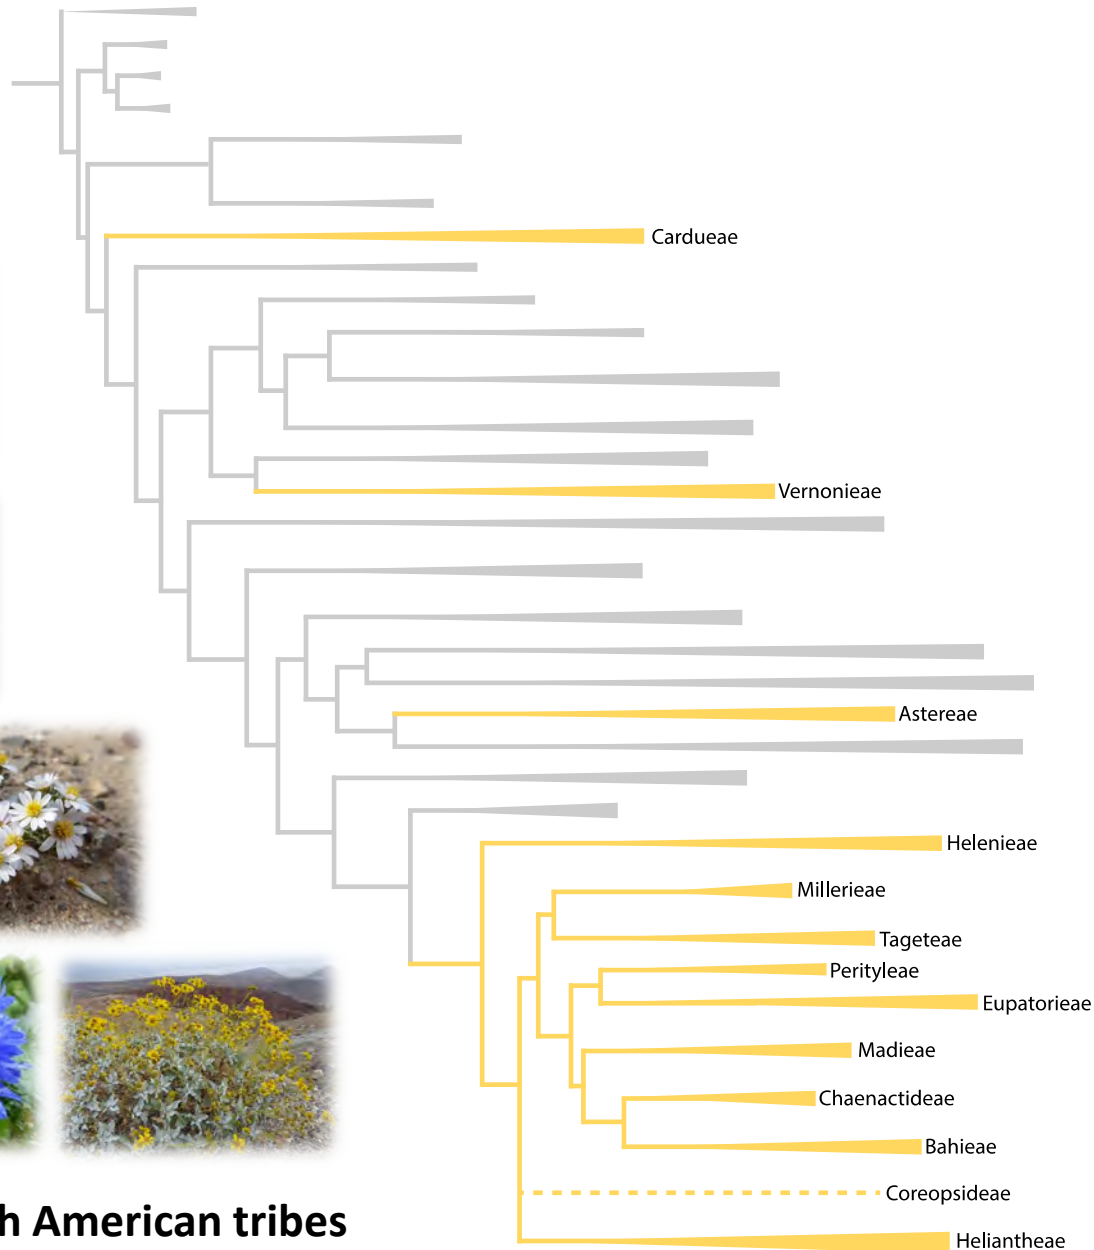 Cardueae
Vernonieae
Astereae
Helenieae
Millerieae
Tageteae
Perityleae
Eupatorieae
Madieae
Chaenactideae
Bahieae
Coreopsideae
h American tribes
Heliantheae